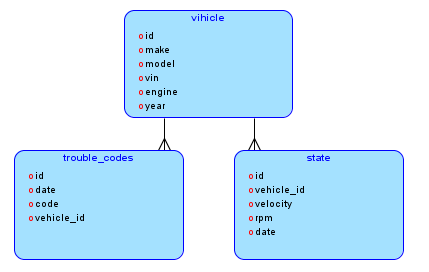 vihicle
id
make
model
vin
engine
year
trouble_codes
id
date
code
vehicle_id
state
id
vehicle_id
velocity
rpm
date